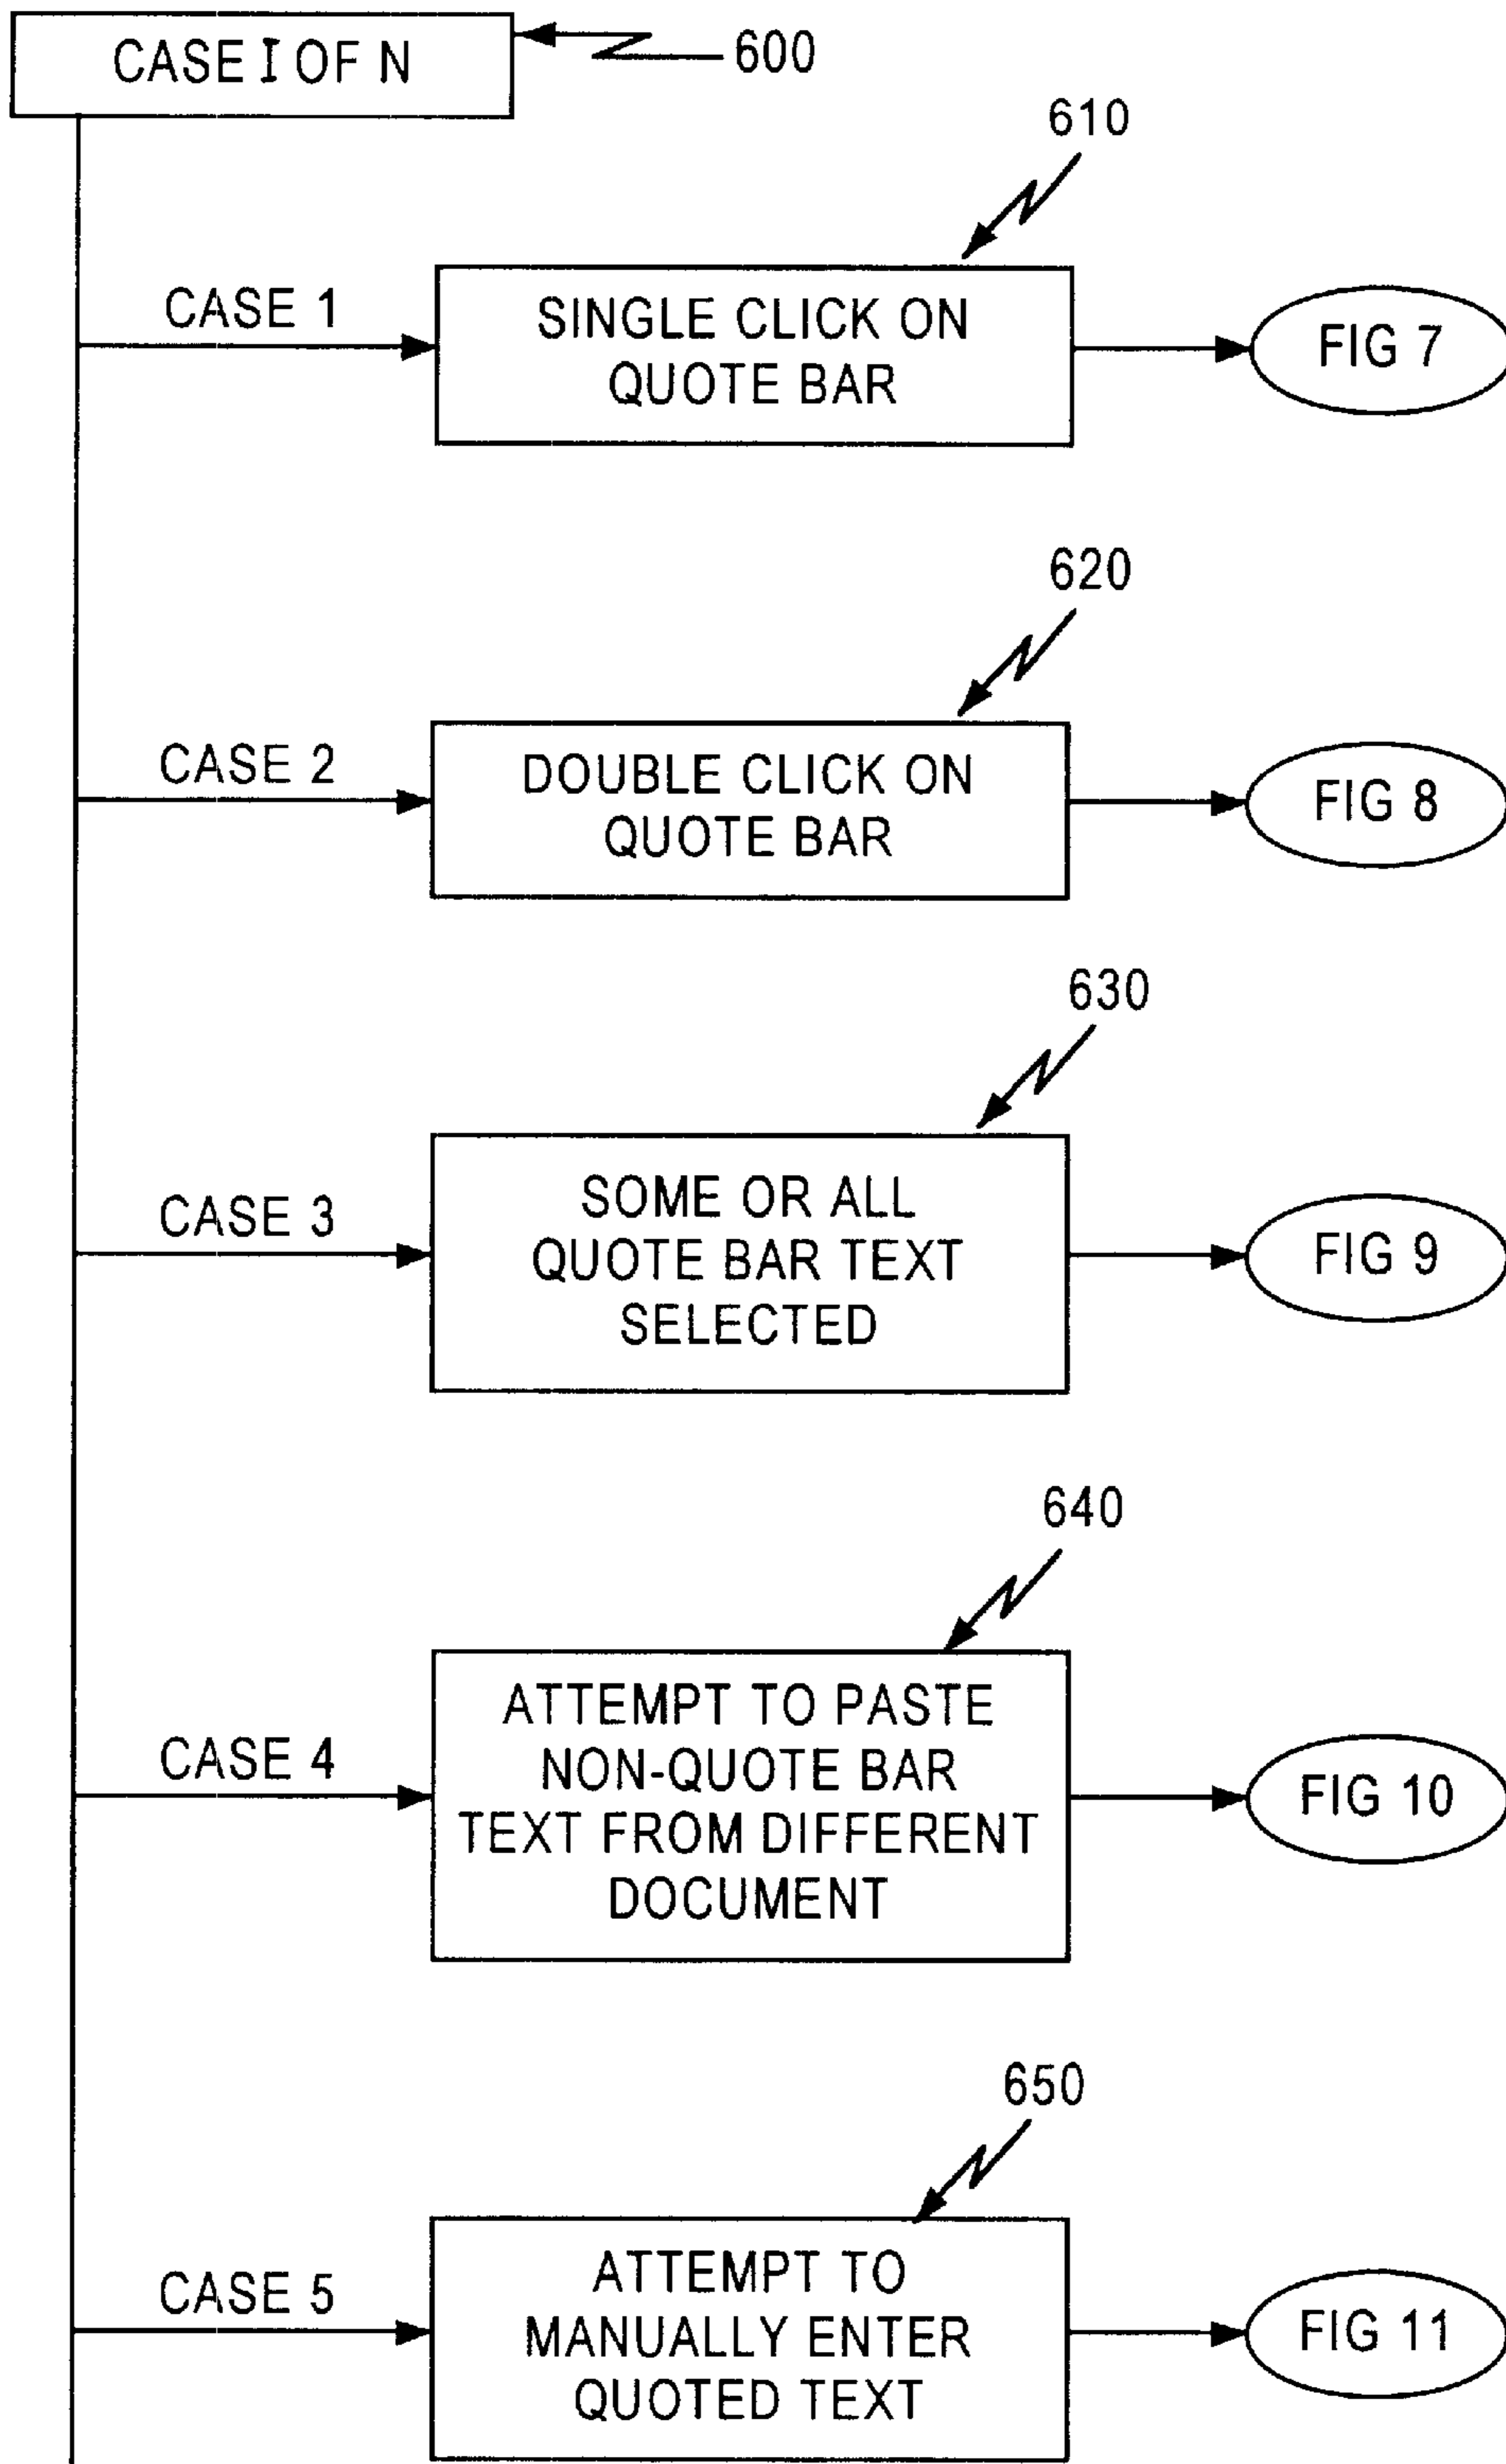 CASE I OF N
600
610
CASE 1
SINGLE CLICK ON
QUOTE BAR
FIG 7
620
CASE 2
DOUBLE CLICK ON
QUOTE BAR
FIG 8
630
CASE 3
SOME OR ALL
QUOTE BAR TEXT
SELECTED
FIG 9
640
CASE 4
ATTEMPT TO PASTE
NON-QUOTE BAR
TEXT FROM DIFFERENT
DOCUMENT
FIG 10
650
CASE 5
ATTEMPT TO
MANUALLY ENTER
QUOTED TEXT
FIG 11